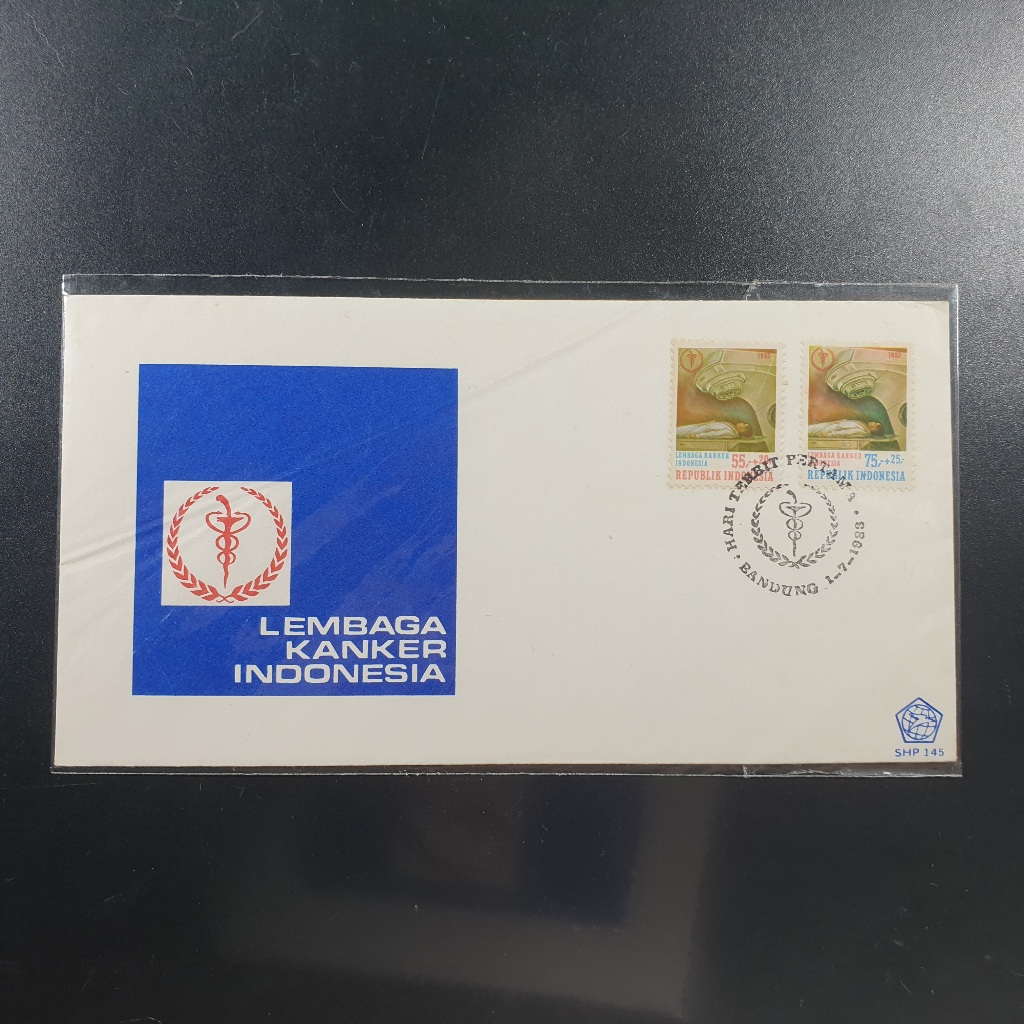 LEMBAGA
KANKER
INDONESIA
1983
LEMBAGA KANKER
INDONESIA
55,-+20,-
REPUBLIK INDONESIA
1983
LEMBAGA KANKER
INDONESIA
75,-+25,-
REPUBLIK INDONESIA
HARI TERBIT PERTAMA
BANDUNG 1-7-1983
SHP 145